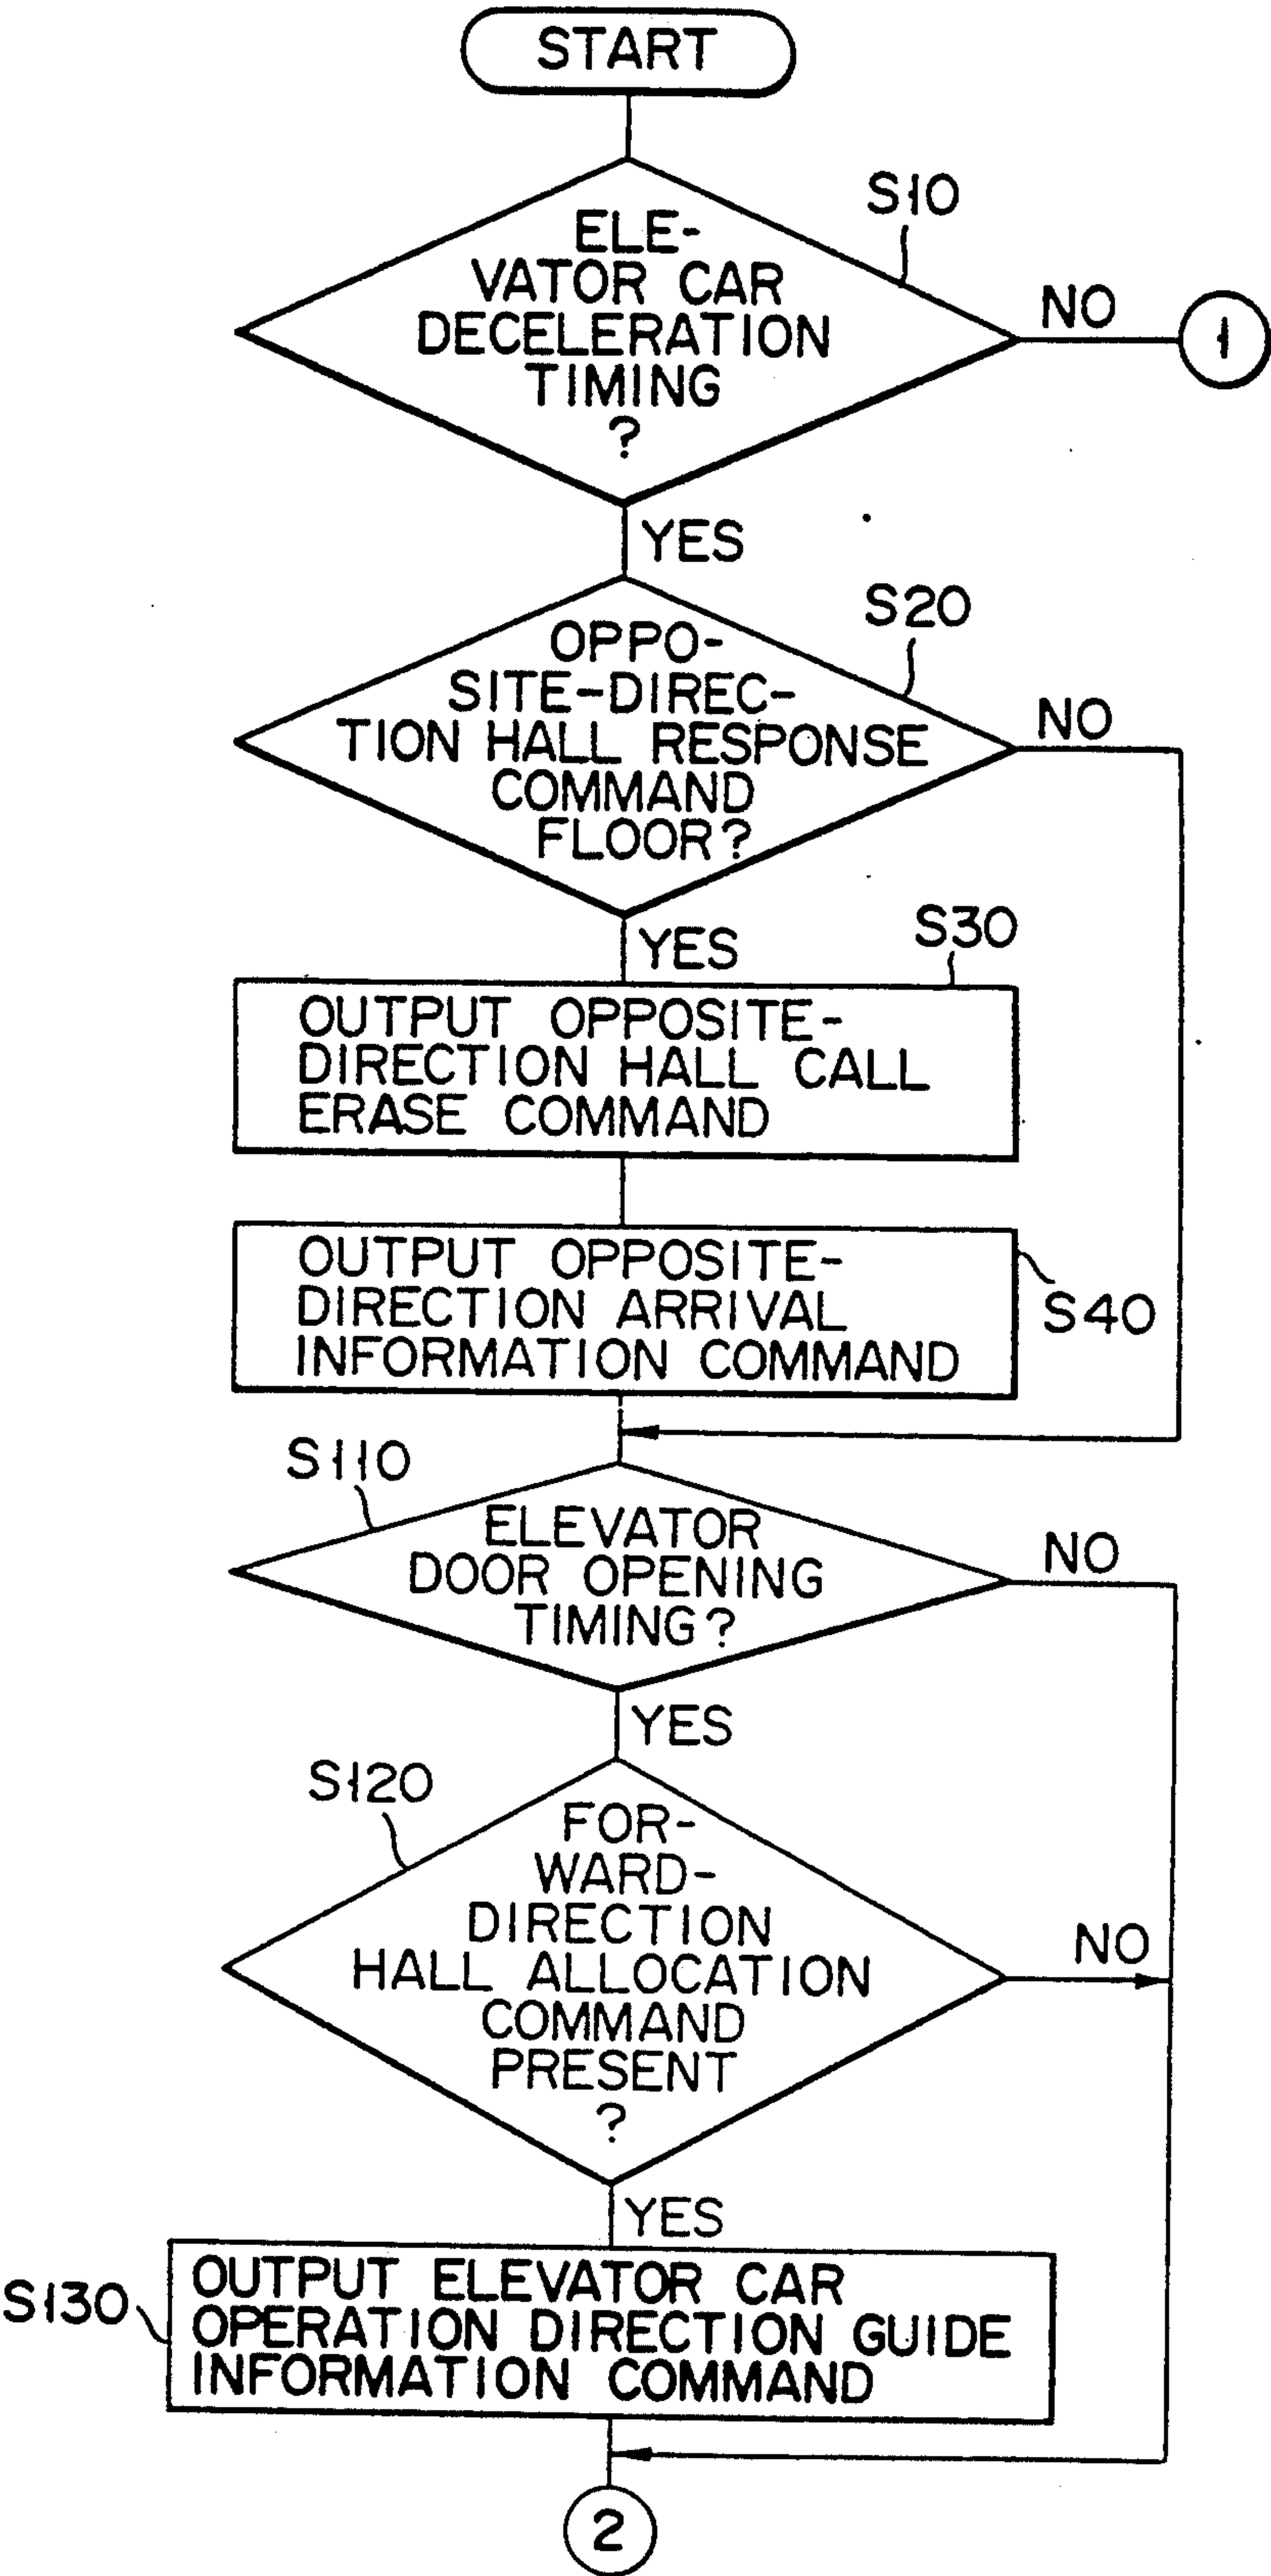 START
S10
ELE-
VATOR CAR
DECELERATION
TIMING
?
NO
1
YES
S20
OPPO-
SITE-DIREC-
TION HALL RESPONSE
COMMAND
FLOOR?
NO
YES
S30
OUTPUT OPPOSITE-
DIRECTION HALL CALL
ERASE COMMAND
OUTPUT OPPOSITE-
DIRECTION ARRIVAL
INFORMATION COMMAND
S40
S110
ELEVATOR
DOOR OPENING
TIMING?
NO
YES
S120
FOR-
WARD-
DIRECTION
HALL ALLOCATION
COMMAND
PRESENT
?
NO
YES
S130
OUTPUT ELEVATOR CAR
OPERATION DIRECTION GUIDE
INFORMATION COMMAND
2